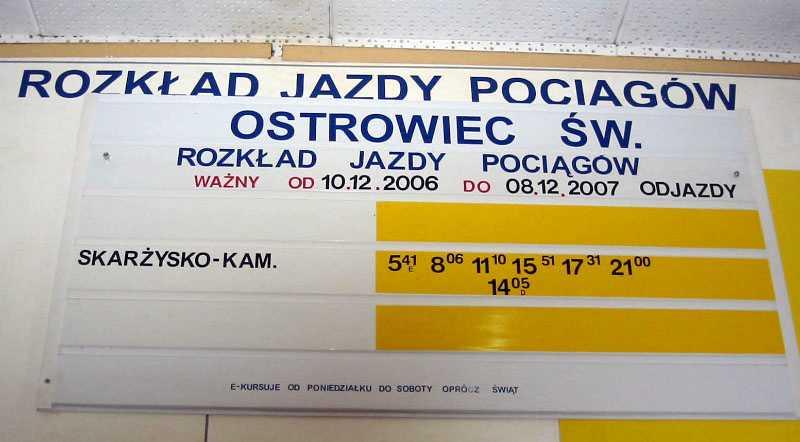 ROZKŁAD JAZDY POCIĄGÓW
OSTROWIEC ŚW.
ROZKŁAD JAZDY POCIĄGÓW
WAŻNY OD 10.12.2006 DO 08.12.2007 ODJAZDY
SKARŻYSKO-KAM. 5 41 E 8 06 11 10 15 51 17 31 21 00
14 05 D
E-KURSUJE OD PONIEDZIAŁKU DO SOBOTY OPRÓCZ ŚWIĄT